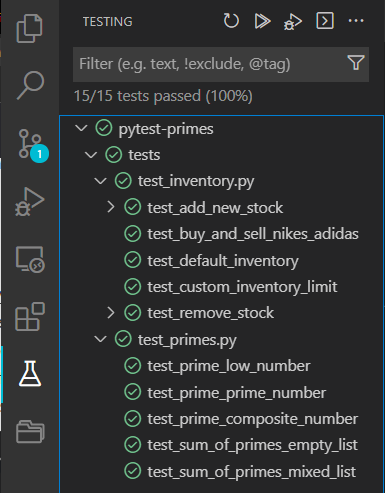 TESTING
Filter (e.g. text, !exclude, @tag)
15/15 tests passed (100%)
1
pytest-primes
tests
test_inventory.py
test_add_new_stock
test_buy_and_sell_nikes_adidas
test_default_inventory
test_custom_inventory_limit
test_remove_stock
test_primes.py
test_prime_low_number
test_prime_prime_number
test_prime_composite_number
test_sum_of_primes_empty_list
test_sum_of_primes_mixed_list